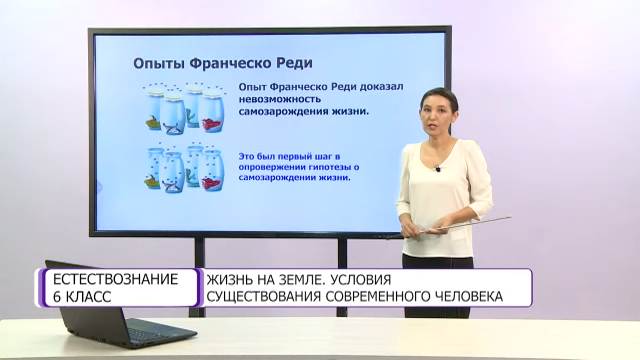 Опыты Франческо Реди
Опыт Франческо Реди доказал
невозможность
самозарождения жизни.
Это был первый шаг в
опровержении гипотезы о
самозарождении жизни.
ЕСТЕСТВОЗНАНИЕ
6 КЛАСС
ЖИЗНЬ НА ЗЕМЛЕ. УСЛОВИЯ
СУЩЕСТВОВАНИЯ СОВРЕМЕННОГО ЧЕЛОВЕКА